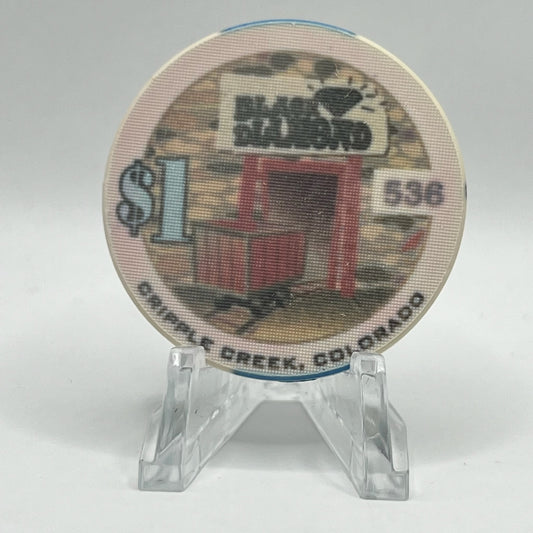 BLACK
DIAMOND
$1
536
CRIPPLE CREEK, COLORADO